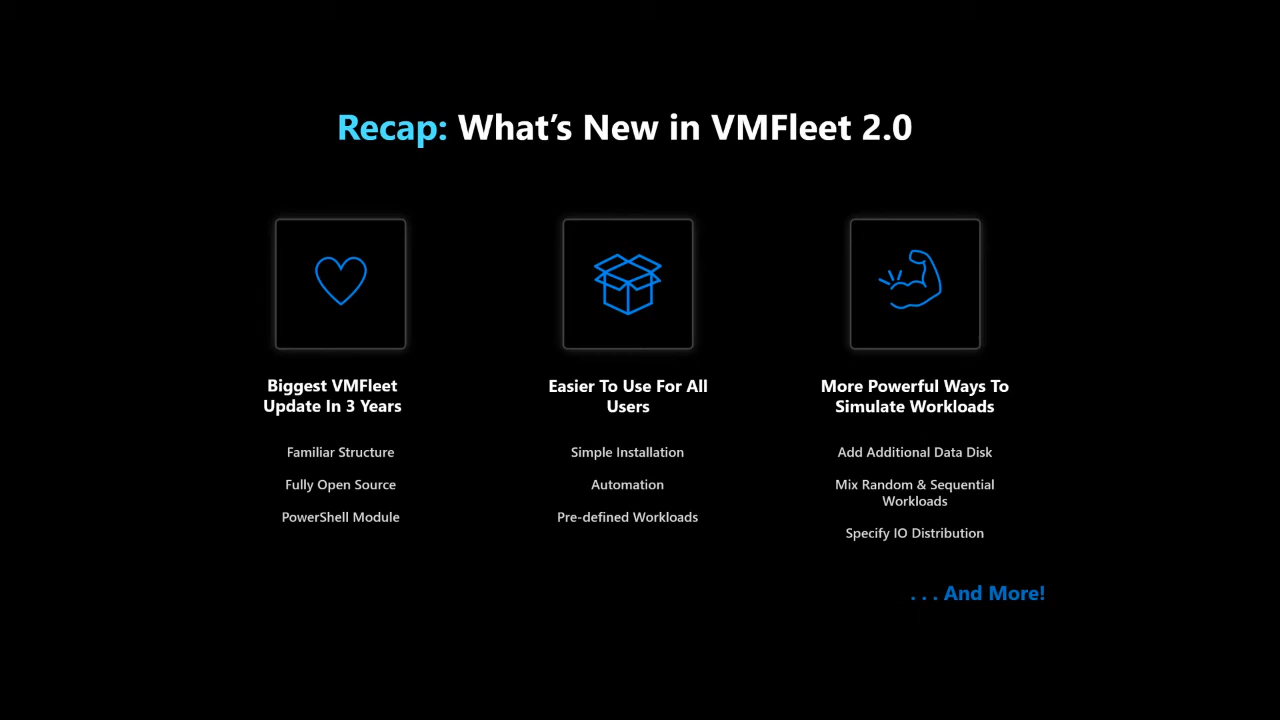 Recap: What’s New in VMFleet 2.0
Biggest VMFleet
Update In 3 Years
Familiar Structure
Fully Open Source
PowerShell Module
Easier To Use For All
Users
Simple Installation
Automation
Pre-defined Workloads
More Powerful Ways To
Simulate Workloads
Add Additional Data Disk
Mix Random & Sequential
Workloads
Specify IO Distribution
. . . And More!